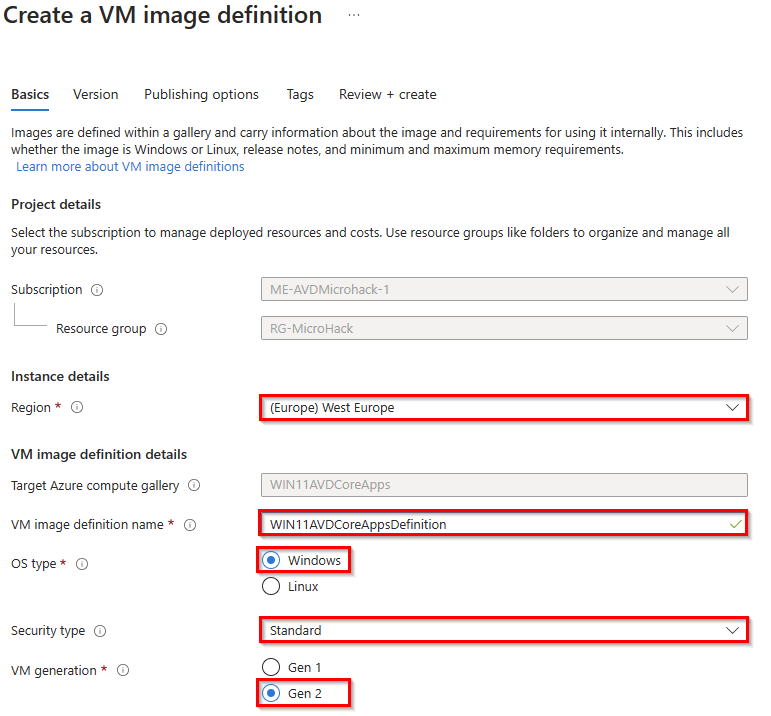 Create a VM image definition ...
Basics Version Publishing options Tags Review + create
Images are defined within a gallery and carry information about the image and requirements for using it internally. This includes
whether the image is Windows or Linux, release notes, and minimum and maximum memory requirements.
Learn more about VM image definitions
Project details
Select the subscription to manage deployed resources and costs. Use resource groups like folders to organize and manage all
your resources.
Subscription ME-AVDMicrohack-1
Resource group RG-MicroHack
Instance details
Region * (Europe) West Europe
VM image definition details
Target Azure compute gallery WIN11AVDCoreApps
VM image definition name * WIN11AVDCoreAppsDefinition
OS type * Windows
Linux
Security type Standard
VM generation * Gen 1
Gen 2